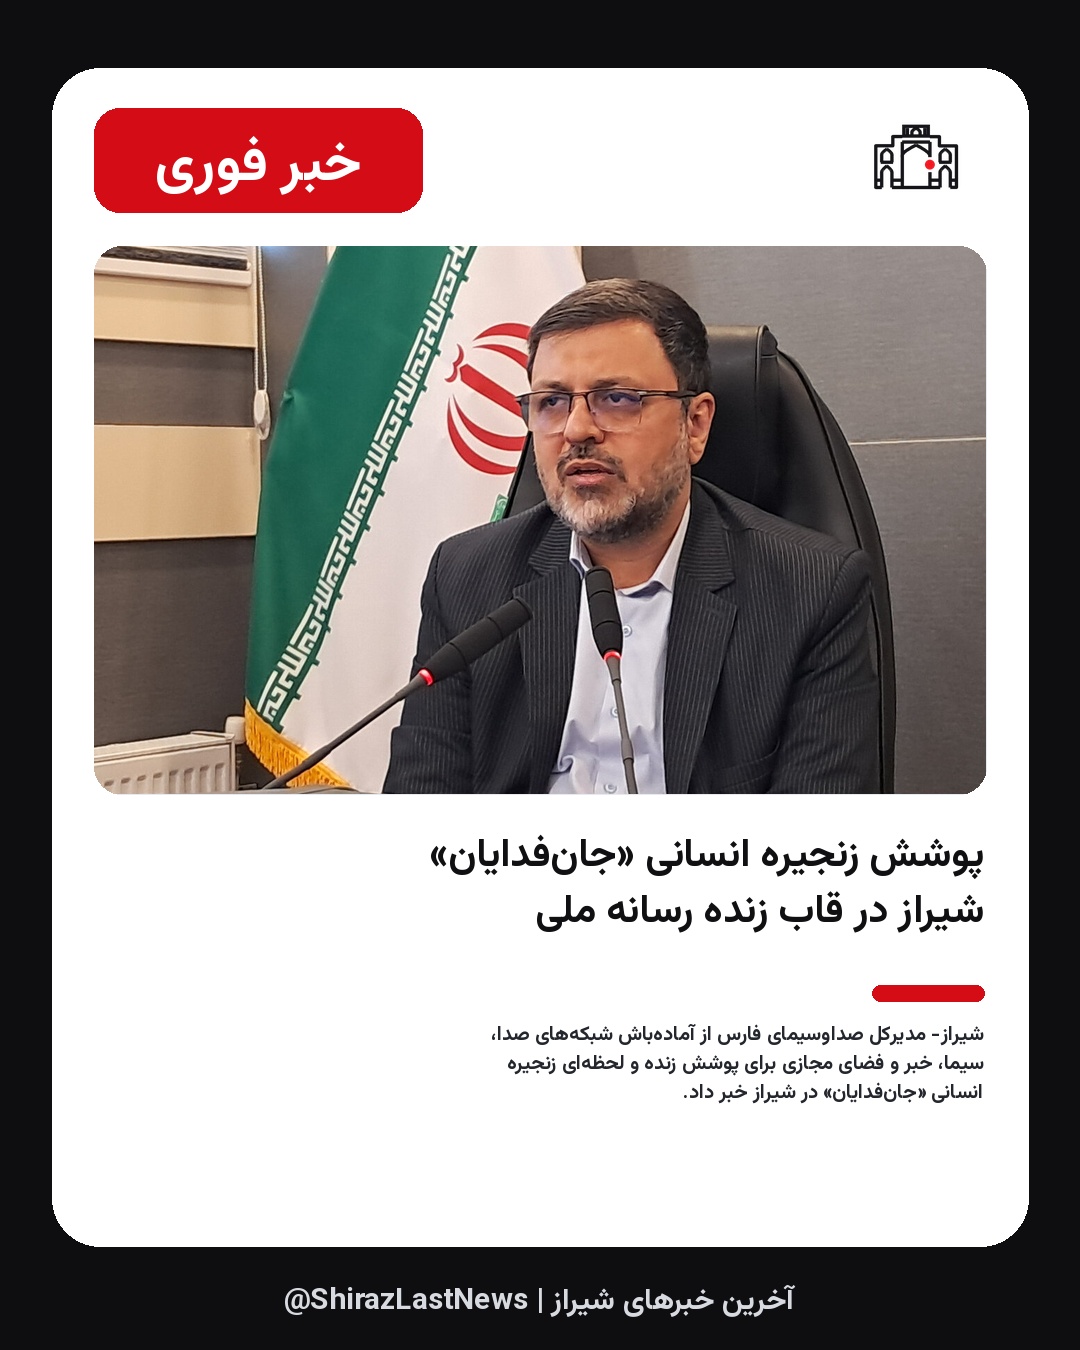 خبر فوری
پوشش زنجیره انسانی «جان‌فدایان»
شیراز در قاب زنده رسانه ملی
شیراز- مدیرکل صداوسیمای فارس از آماده‌باش شبکه‌های صدا،
سیما، خبر و فضای مجازی برای پوشش زنده و لحظه‌ای زنجیره
انسانی «جان‌فدایان» در شیراز خبر داد.
آخرین خبرهای شیراز | @ShirazLastNews